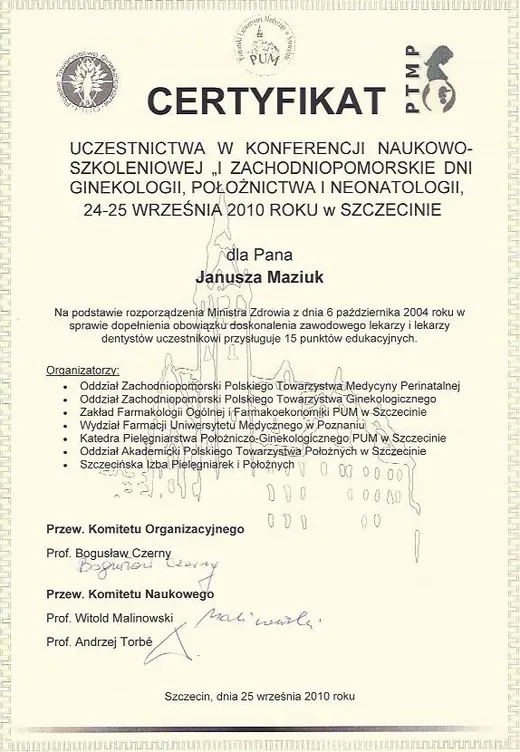 PUM
PTMP
CERTYFIKAT
UCZESTNICTWA W KONFERENCJI NAUKOWO-
SZKOLENIOWEJ „I ZACHODNIOPOMORSKIE DNI
GINEKOLOGII, POŁOŻNICTWA I NEONATOLOGII,
24-25 WRZEŚNIA 2010 ROKU w SZCZECINIE
dla Pana
Janusza Maziuk
Na podstawie rozporządzenia Ministra Zdrowia z dnia 6 października 2004 roku w
sprawie dopełnienia obowiązku doskonalenia zawodowego lekarzy i lekarzy
dentystów uczestnikowi przysługuje 15 punktów edukacyjnych.
Organizatorzy:
• Oddział Zachodniopomorski Polskiego Towarzystwa Medycyny Perinatalnej
• Oddział Zachodniopomorski Polskiego Towarzystwa Ginekologicznego
• Zakład Farmakologii Ogólnej i Farmakoekonomiki PUM w Szczecinie
• Wydział Farmacji Uniwersytetu Medycznego w Poznaniu
• Katedra Pielęgniarstwa Położniczo-Ginekologicznego PUM w Szczecinie
• Oddział Akademicki Polskiego Towarzystwa Położnych w Szczecinie
• Szczecińska Izba Pielęgniarek i Położnych
Przew. Komitetu Organizacyjnego
Prof. Bogusław Czerny
Bogusław Czerny
Przew. Komitetu Naukowego
Prof. Witold Malinowski
Malinowski
Prof. Andrzej Torbé
Szczecin, dnia 25 września 2010 roku